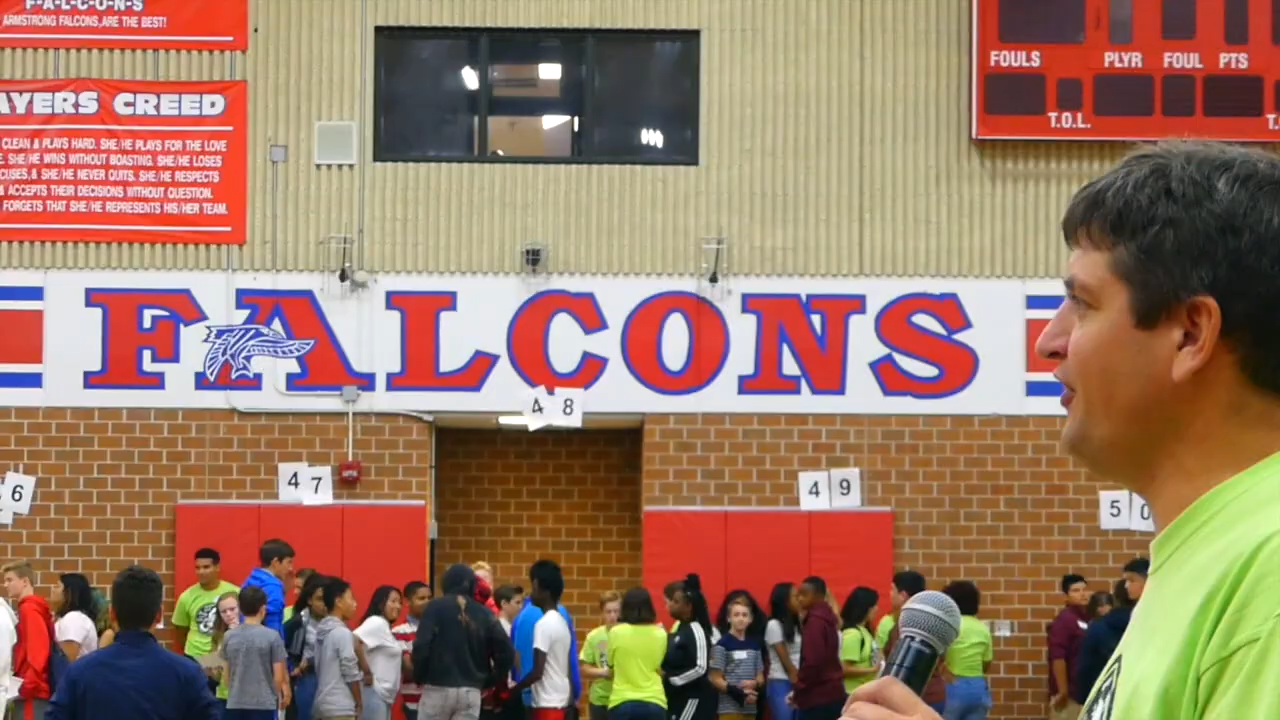 F-A-L-C-O-N-S
ARMSTRONG FALCONS, ARE THE BEST!
AYERS CREED
CLEAN & PLAYS HARD. SHE/HE PLAYS FOR THE LOVE
E. SHE/HE WINS WITHOUT BOASTING. SHE/HE LOSES
CUSES, & SHE/HE NEVER QUITS. SHE/HE RESPECTS
& ACCEPTS THEIR DECISIONS WITHOUT QUESTION.
FORGETS THAT SHE/HE REPRESENTS HIS/HER TEAM.
FOULS PLYR FOUL PTS
T.O.L. T.
FALCONS
6
47
48
49
50